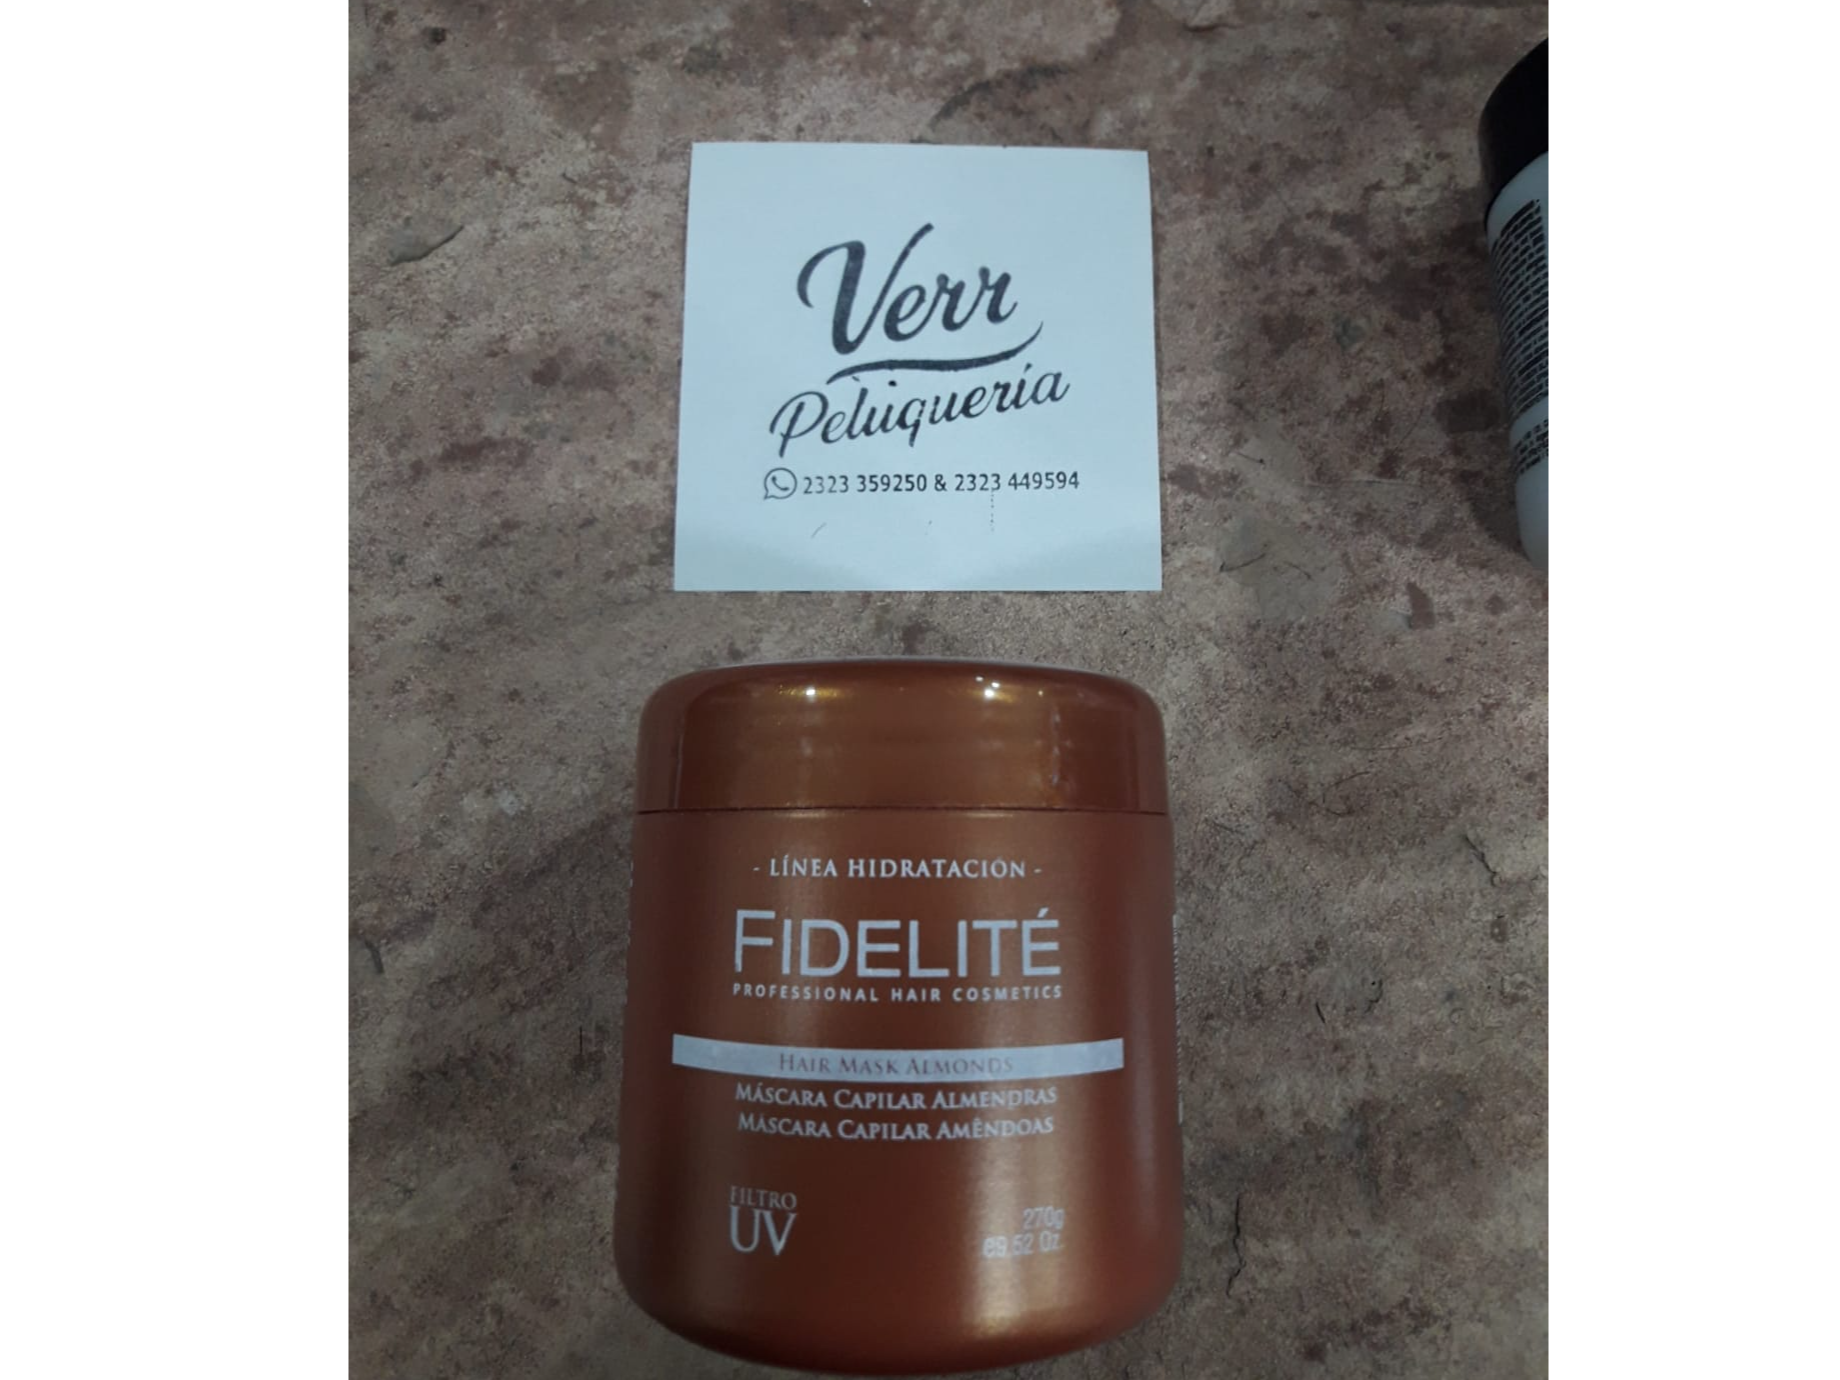 Verr
Peluquería
2323 359250 & 2323 449594
- LÍNEA HIDRATACIÓN -
FIDELITÉ
PROFESSIONAL HAIR COSMETICS
HAIR MASK ALMONDS
MÁSCARA CAPILAR ALMENDRAS
MÁSCARA CAPILAR AMÊNDOAS
FILTRO
UV
270g
e9.52 Oz.